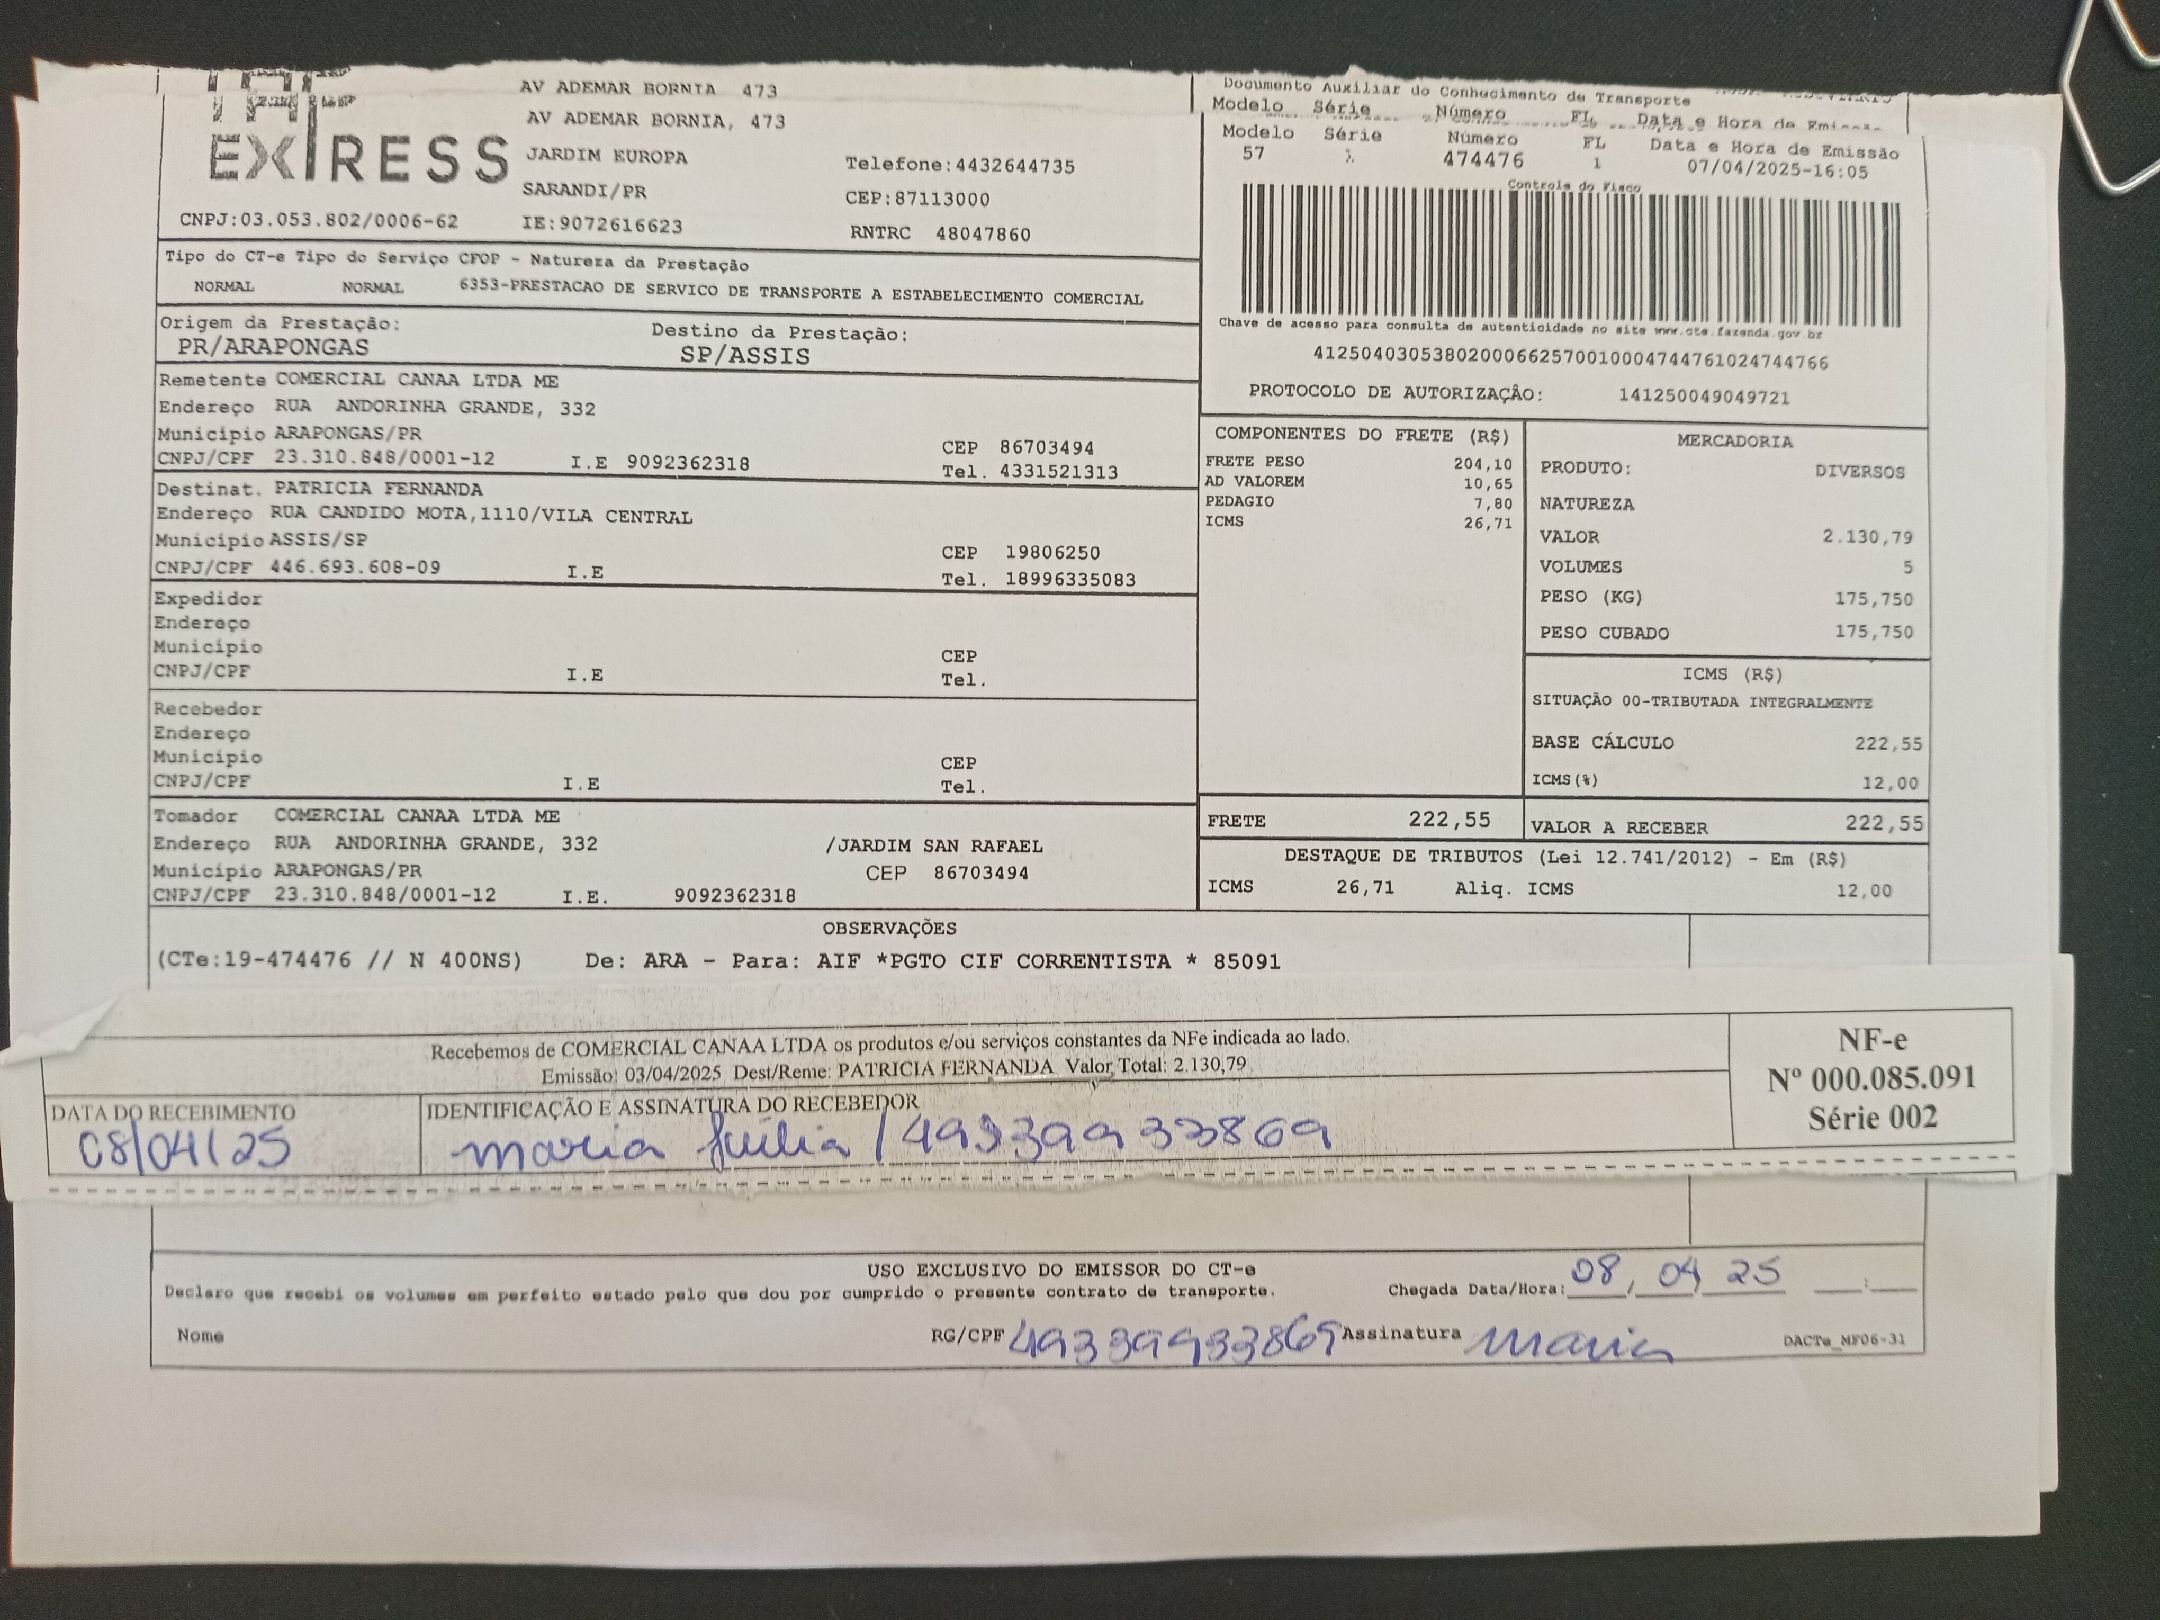 AV ADEMAR BORNIA 473
AV ADEMAR BORNIA, 473
EXPRESS
JARDIM EUROPA
Telefone:4432644735
SARANDI/PR
CEP:87113000
CNPJ:03.053.802/0006-62 IE:9072616623 RNTRC 48047860
Documento Auxiliar do Conhecimento de Transporte
Modelo Série Número FL Data e Hora de Emissão
Modelo Série Número FL Data e Hora de Emissão
57 474476 1 07/04/2025-16:05
Controle do Fisco
Chave de acesso para consulta de autenticidade no site www.cte.fazenda.gov.br
41250403053802000662570010004744761024744766
PROTOCOLO DE AUTORIZAÇÃO: 141250049049721
Tipo do CT-e Tipo do Serviço CFOP - Natureza da Prestação
NORMAL NORMAL 6353-PRESTACAO DE SERVICO DE TRANSPORTE A ESTABELECIMENTO COMERCIAL
Origem da Prestação: Destino da Prestação:
PR/ARAPONGAS SP/ASSIS
Remetente COMERCIAL CANAA LTDA ME
Endereço RUA ANDORINHA GRANDE, 332
Município ARAPONGAS/PR CEP 86703494
CNPJ/CPF 23.310.848/0001-12 I.E 9092362318 Tel. 4331521313
Destinat. PATRICIA FERNANDA
Endereço RUA CANDIDO MOTA,1110/VILA CENTRAL
Município ASSIS/SP CEP 19806250
CNPJ/CPF 446.693.608-09 I.E Tel. 18996335083
Expedidor
Endereço
Município CEP
CNPJ/CPF I.E Tel.
Recebedor
Endereço
Município CEP
CNPJ/CPF I.E Tel.
Tomador COMERCIAL CANAA LTDA ME
Endereço RUA ANDORINHA GRANDE, 332 /JARDIM SAN RAFAEL
Município ARAPONGAS/PR CEP 86703494
CNPJ/CPF 23.310.848/0001-12 I.E. 9092362318
COMPONENTES DO FRETE (R$)
FRETE PESO 204,10
AD VALOREM 10,65
PEDAGIO 7,80
ICMS 26,71
MERCADORIA
PRODUTO: DIVERSOS
NATUREZA
VALOR 2.130,79
VOLUMES 5
PESO (KG) 175,750
PESO CUBADO 175,750
ICMS (R$)
SITUAÇÃO 00-TRIBUTADA INTEGRALMENTE
BASE CÁLCULO 222,55
ICMS(%) 12,00
FRETE 222,55 VALOR A RECEBER 222,55
DESTAQUE DE TRIBUTOS (Lei 12.741/2012) - Em (R$)
ICMS 26,71 Aliq. ICMS 12,00
OBSERVAÇÕES
(CTe:19-474476 // N 400NS) De: ARA - Para: AIF *PGTO CIF CORRENTISTA * 85091
Recebemos de COMERCIAL CANAA LTDA os produtos e/ou serviços constantes da NFe indicada ao lado.
Emissão: 03/04/2025 Dest/Reme: PATRICIA FERNANDA Valor Total: 2.130,79
NF-e
Nº 000.085.091
Série 002
DATA DO RECEBIMENTO IDENTIFICAÇÃO E ASSINATURA DO RECEBEDOR
08/04/25 maria Júlia / 49339933869
USO EXCLUSIVO DO EMISSOR DO CT-e
Declaro que recebi os volumes em perfeito estado pelo que dou por cumprido o presente contrato de transporte. Chegada Data/Hora: 08/04/25 __:__
Nome RG/CPF 49339933869 Assinatura Maria DACTe_MF06-31